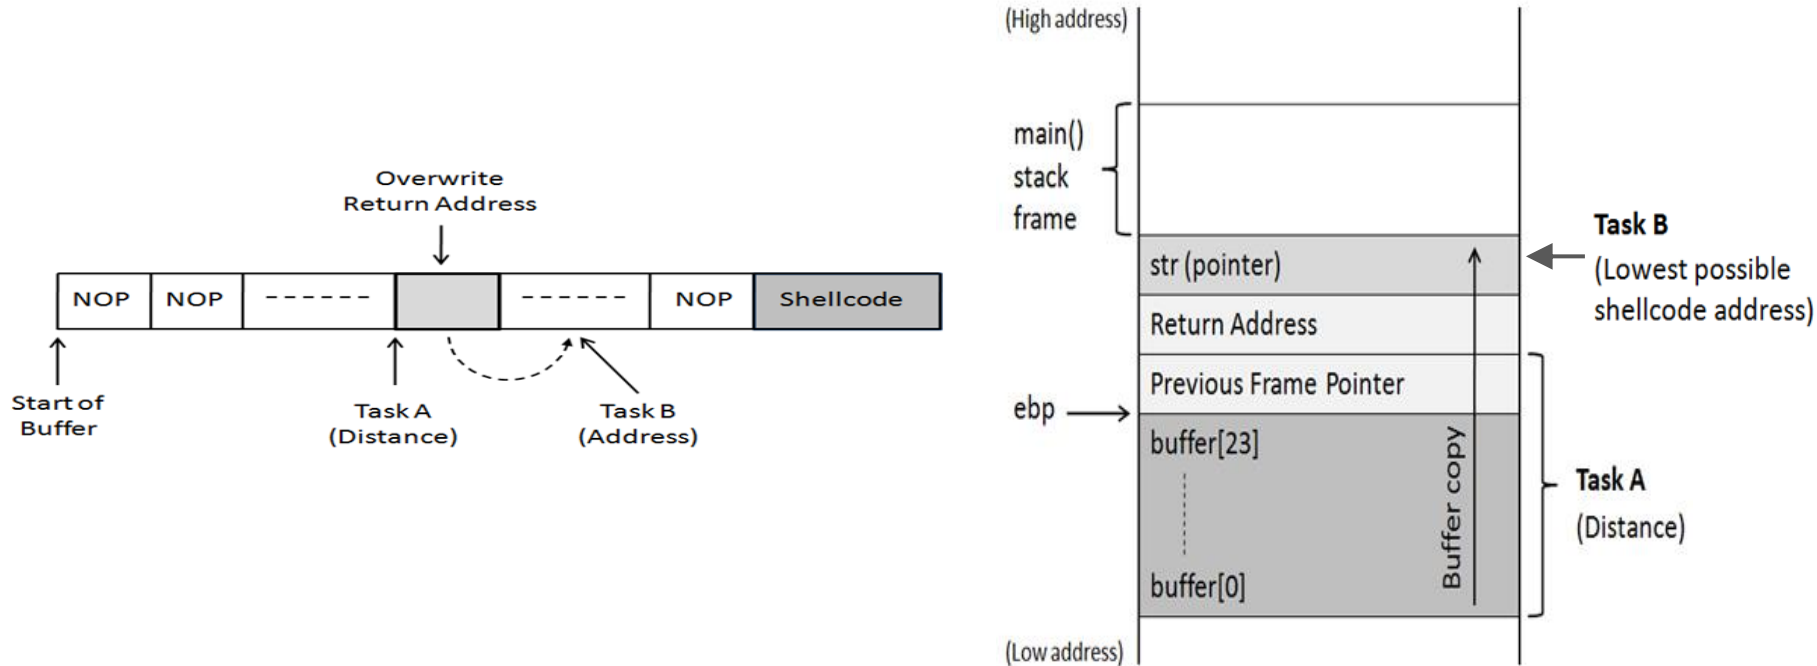 Overwrite
Return Address
NOP NOP NOP Shellcode
Start of
Buffer
Task A
(Distance)
Task B
(Address)
(High address)
main()
stack
frame
str (pointer)
Return Address
Previous Frame Pointer
ebp
buffer[23]
buffer[0]
Buffer copy
(Low address)
Task B
(Lowest possible
shellcode address)
Task A
(Distance)